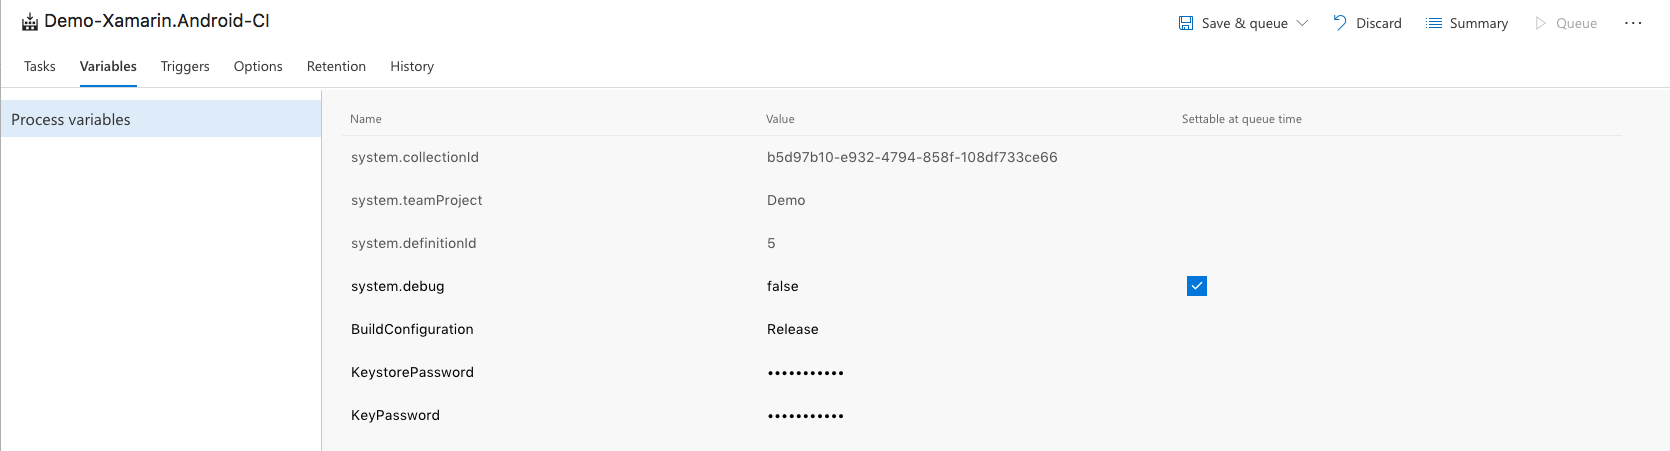 Demo-Xamarin.Android-CI
Save & queue Discard Summary Queue ...
Tasks Variables Triggers Options Retention History
Process variables
Name Value Settable at queue time
system.collectionId b5d97b10-e932-4794-858f-108df733ce66
system.teamProject Demo
system.definitionId 5
system.debug false
BuildConfiguration Release
KeystorePassword •••••••••••
KeyPassword •••••••••••